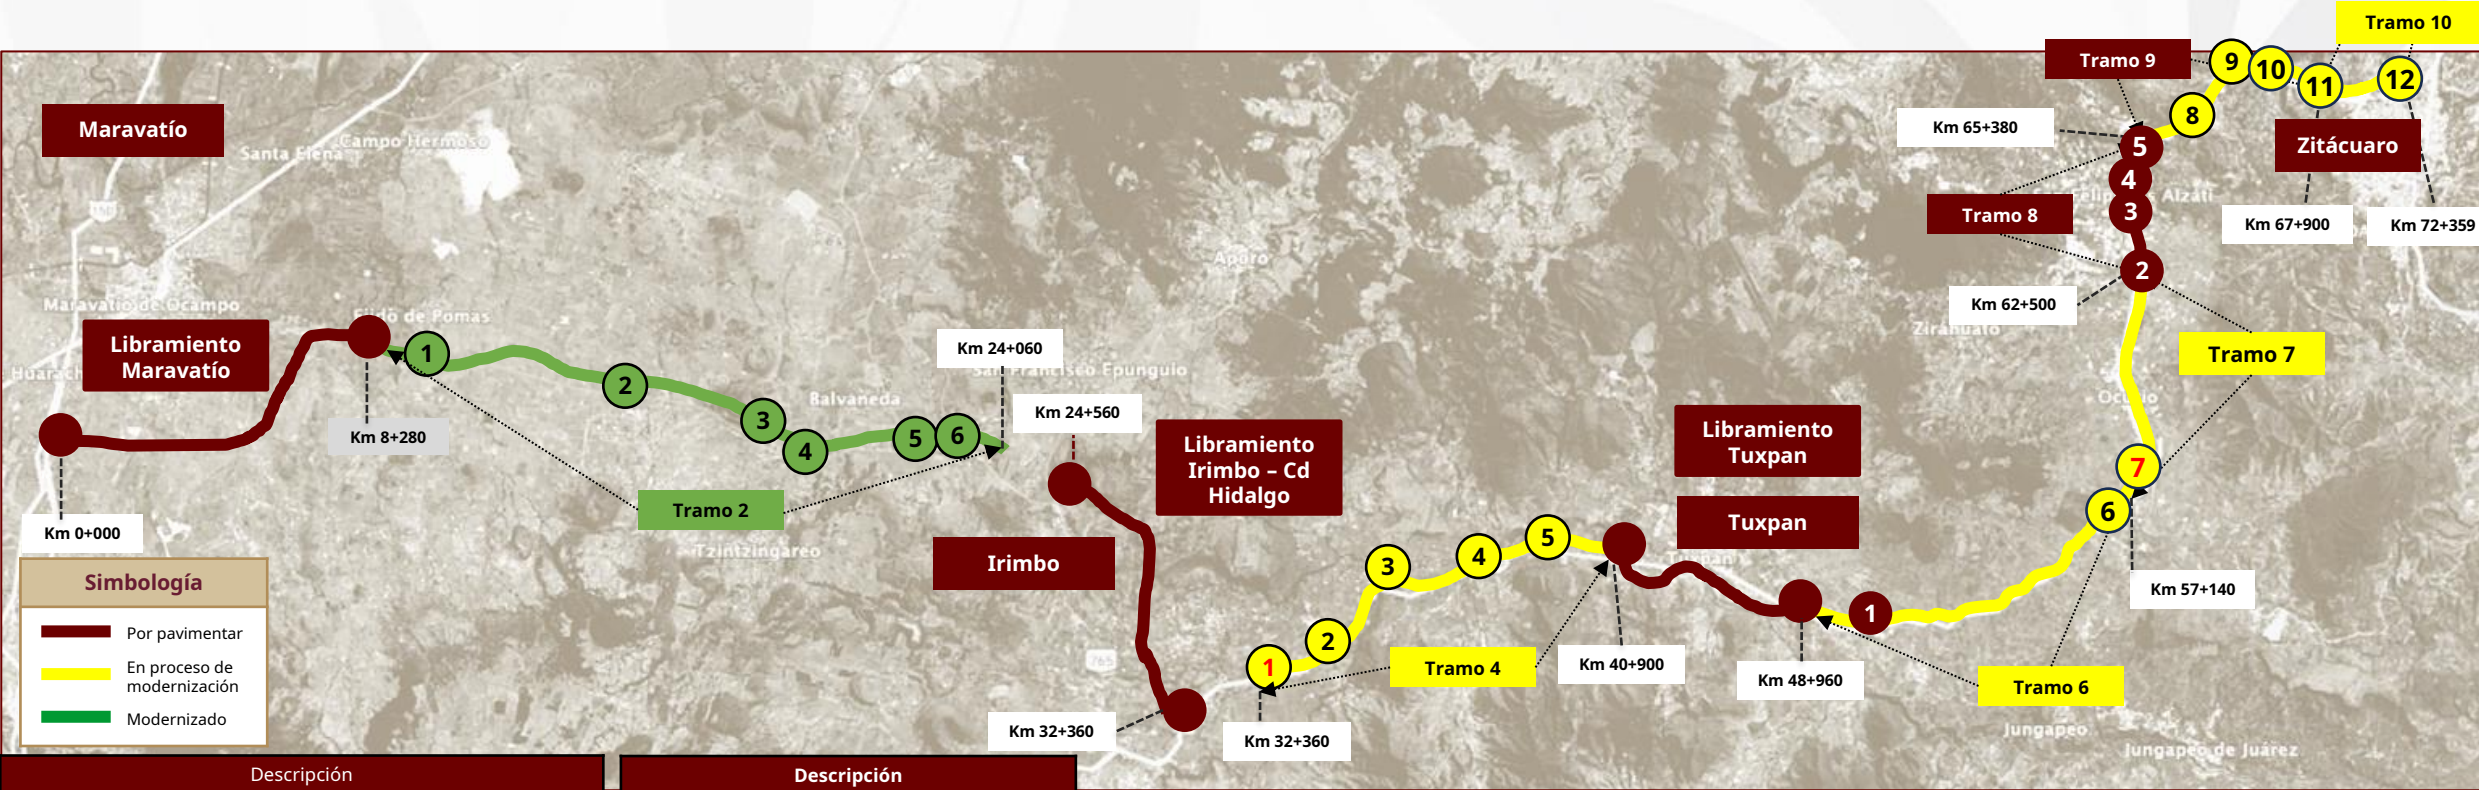 Tramo 10
Tramo 9
9
10
11
12
8
Maravatío
Campo Hermoso
Santa Elena
Km 65+380
5
Zitácuaro
4
Alzati
3
Tramo 8
Km 67+900
Km 72+359
Aporo
2
Km 62+500
Maravatío de Ocampo
de Pomas
Ziráhuato
Libramiento
Maravatío
1
Km 24+060
Tramo 7
San Francisco Epunguio
2
Balvaneda
Km 8+280
3
4
5
6
Km 24+560
Libramiento
Irimbo – Cd
Hidalgo
Libramiento
Tuxpan
7
6
Tramo 2
Tuxpan
Km 0+000
Tzintzingareo
Irimbo
5
4
3
Km 57+140
Simbología
Por pavimentar
En proceso de
modernización
Modernizado
1
2
1
Tramo 4
Km 40+900
Km 48+960
Tramo 6
Km 32+360
Km 32+360
Jungapeo
Jungapeo de Juárez
Descripción
Descripción